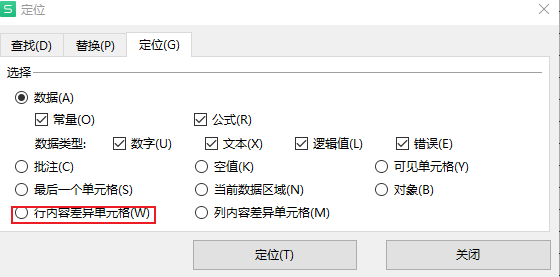 S 定位
查找(D) 替换(P) 定位(G)
选择
数据(A)
常量(O) 公式(R)
数据类型: 数字(U) 文本(X) 逻辑值(L) 错误(E)
批注(C) 空值(K) 可见单元格(Y)
最后一个单元格(S) 当前数据区域(N) 对象(B)
行内容差异单元格(W) 列内容差异单元格(M)
定位(T) 关闭